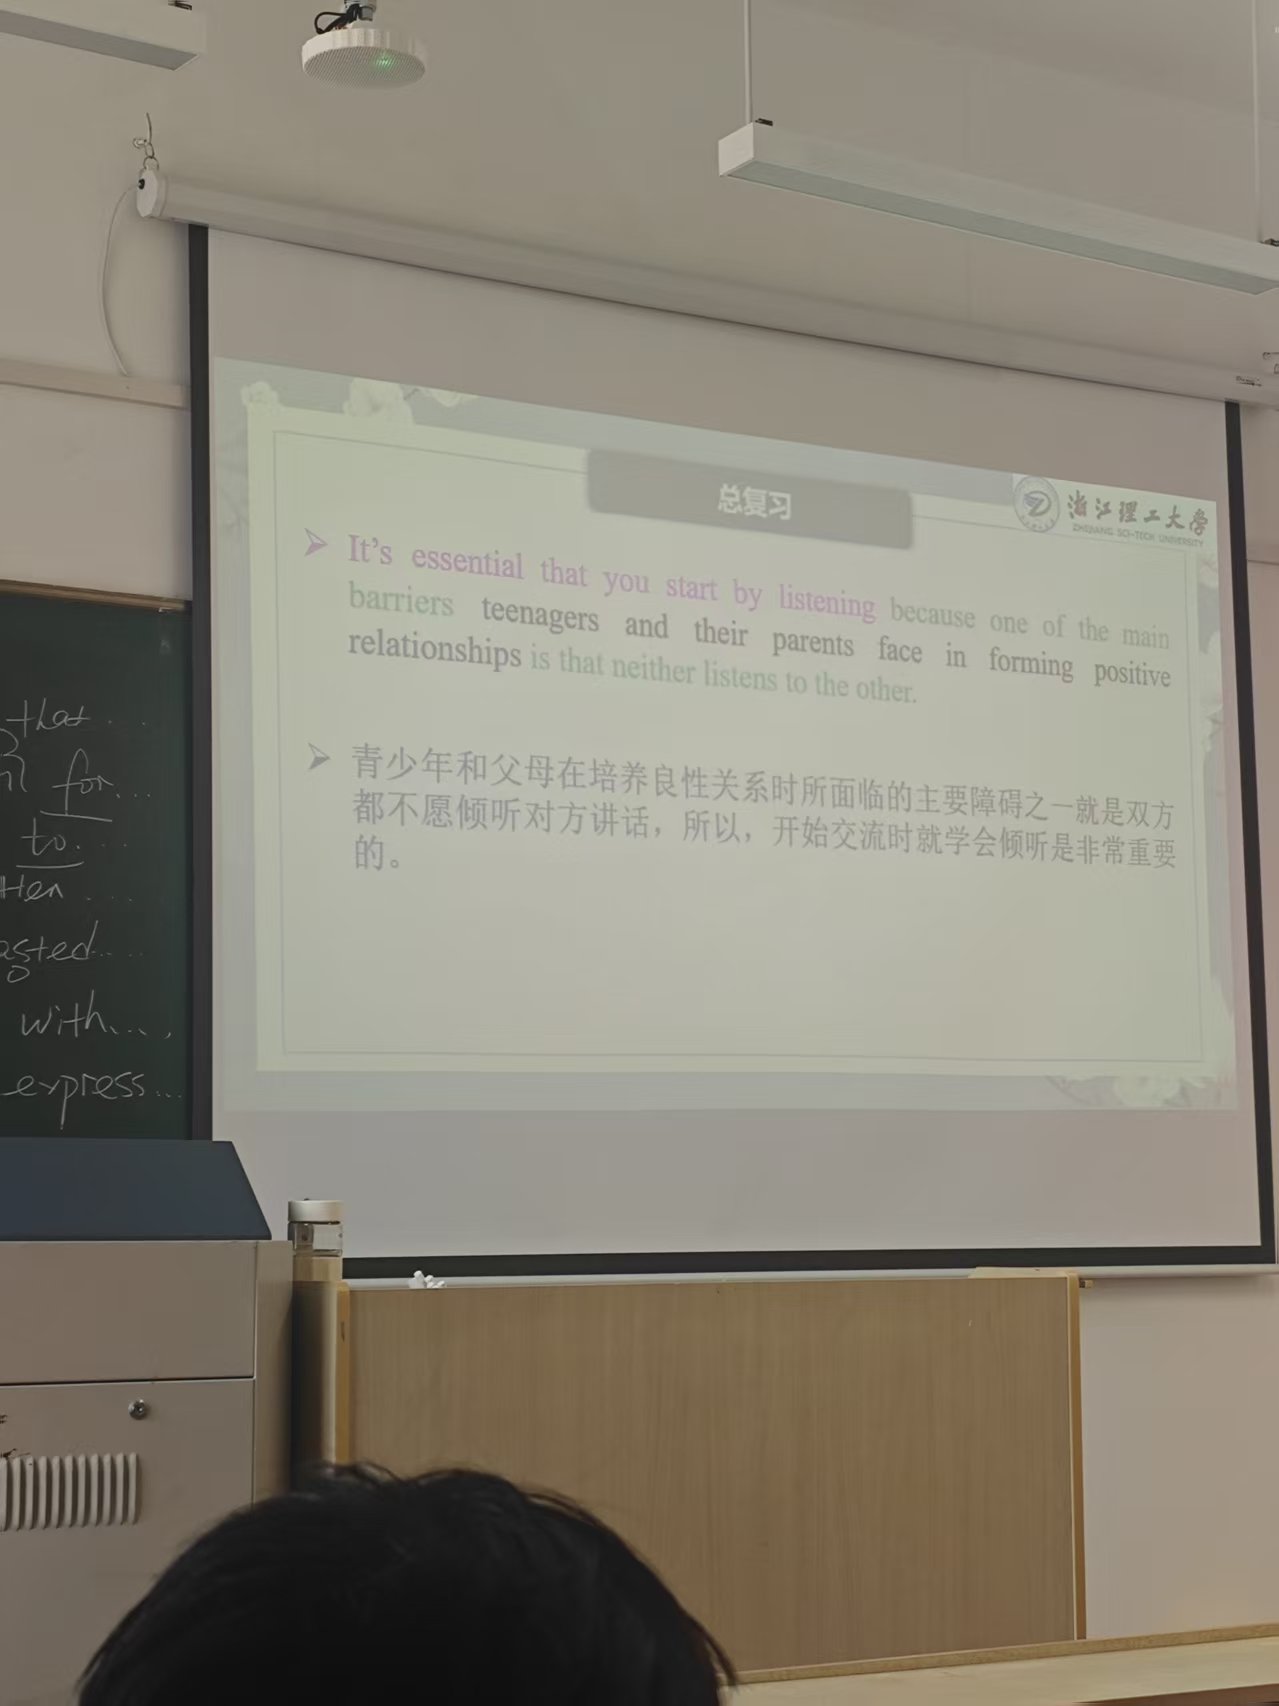 总复习
浙江理工大学
ZHEJIANG SCI-TECH UNIVERSITY
➢ It's essential that you start by listening because one of the main
barriers teenagers and their parents face in forming positive
relationships is that neither listens to the other.
➢ 青少年和父母在培养良性关系时所面临的主要障碍之一就是双方
都不愿倾听对方讲话，所以，开始交流时就学会倾听是非常重要
的。
that...
for...
to...
with...,
express...